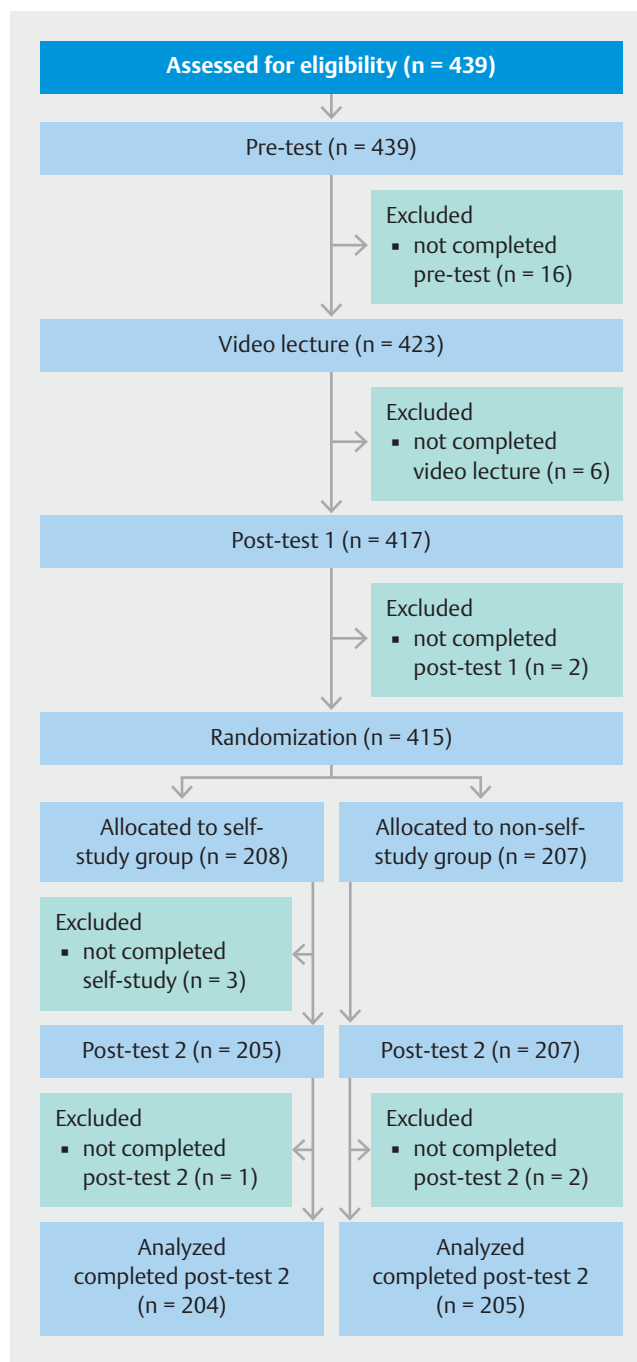 Assessed for eligibility (n = 439)
Pre-test (n = 439)
Excluded
▪ not completed
pre-test (n = 16)
Video lecture (n = 423)
Excluded
▪ not completed
video lecture (n = 6)
Post-test 1 (n = 417)
Excluded
▪ not completed
post-test 1 (n = 2)
Randomization (n = 415)
Allocated to self-
study group (n = 208)
Allocated to non-self-
study group (n = 207)
Excluded
▪ not completed
self-study (n = 3)
Post-test 2 (n = 205)
Post-test 2 (n = 207)
Excluded
▪ not completed
post-test 2 (n = 1)
Excluded
▪ not completed
post-test 2 (n = 2)
Analyzed
completed post-test 2
(n = 204)
Analyzed
completed post-test 2
(n = 205)